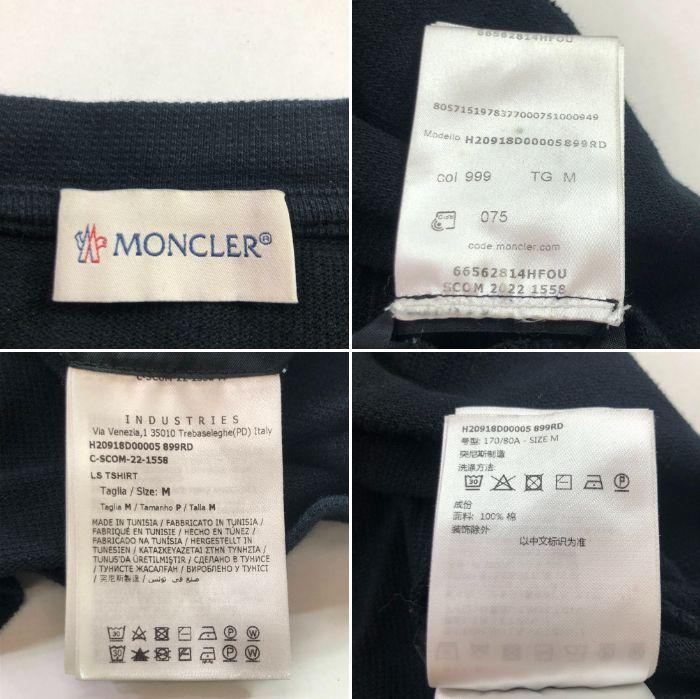 MONCLER®
66562814HFOU
8057151978377000751000949
Modello H20918D00005899RD
col 999 TG M
075
code.moncler.com
66562814HFOU
SCOM 2022 1558
INDUSTRIES
Via Venezia,1 35010 Trebaseleghe(PD) Italy
H20918D00005 899RD
C-SCOM-22-1558
LS TSHIRT
Taglia / Size: M
Taglia M / Tamanho P / Talla M
MADE IN TUNISIA / FABBRICATO IN TUNISIA /
FABRIQUÉ EN TUNISIE / HECHO EN TÚNEZ /
FABRICADO NA TUNÍSIA / HERGESTELLT IN
TUNESIEN / ΚΑΤΑΣΚΕΥΑΖΕΤΑΙ ΣΤΗΝ ΤΥΝΗΣΙΑ /
TUNUS'DA ÜRETİLMİŞTİR / СДЕЛАНО В ТУНИСЕ
/ ТУНИСТЕ ЖАСАЛҒАН / ВИРОБЛЕНО У ТУНІСІ
/ 突尼斯製造 / صنع في تونس
H20918D00005 899RD
号型: 170/80A - SIZE M
突尼斯制造
洗涤方法:
成份
面料: 100% 棉
装饰除外
以中文标识为准